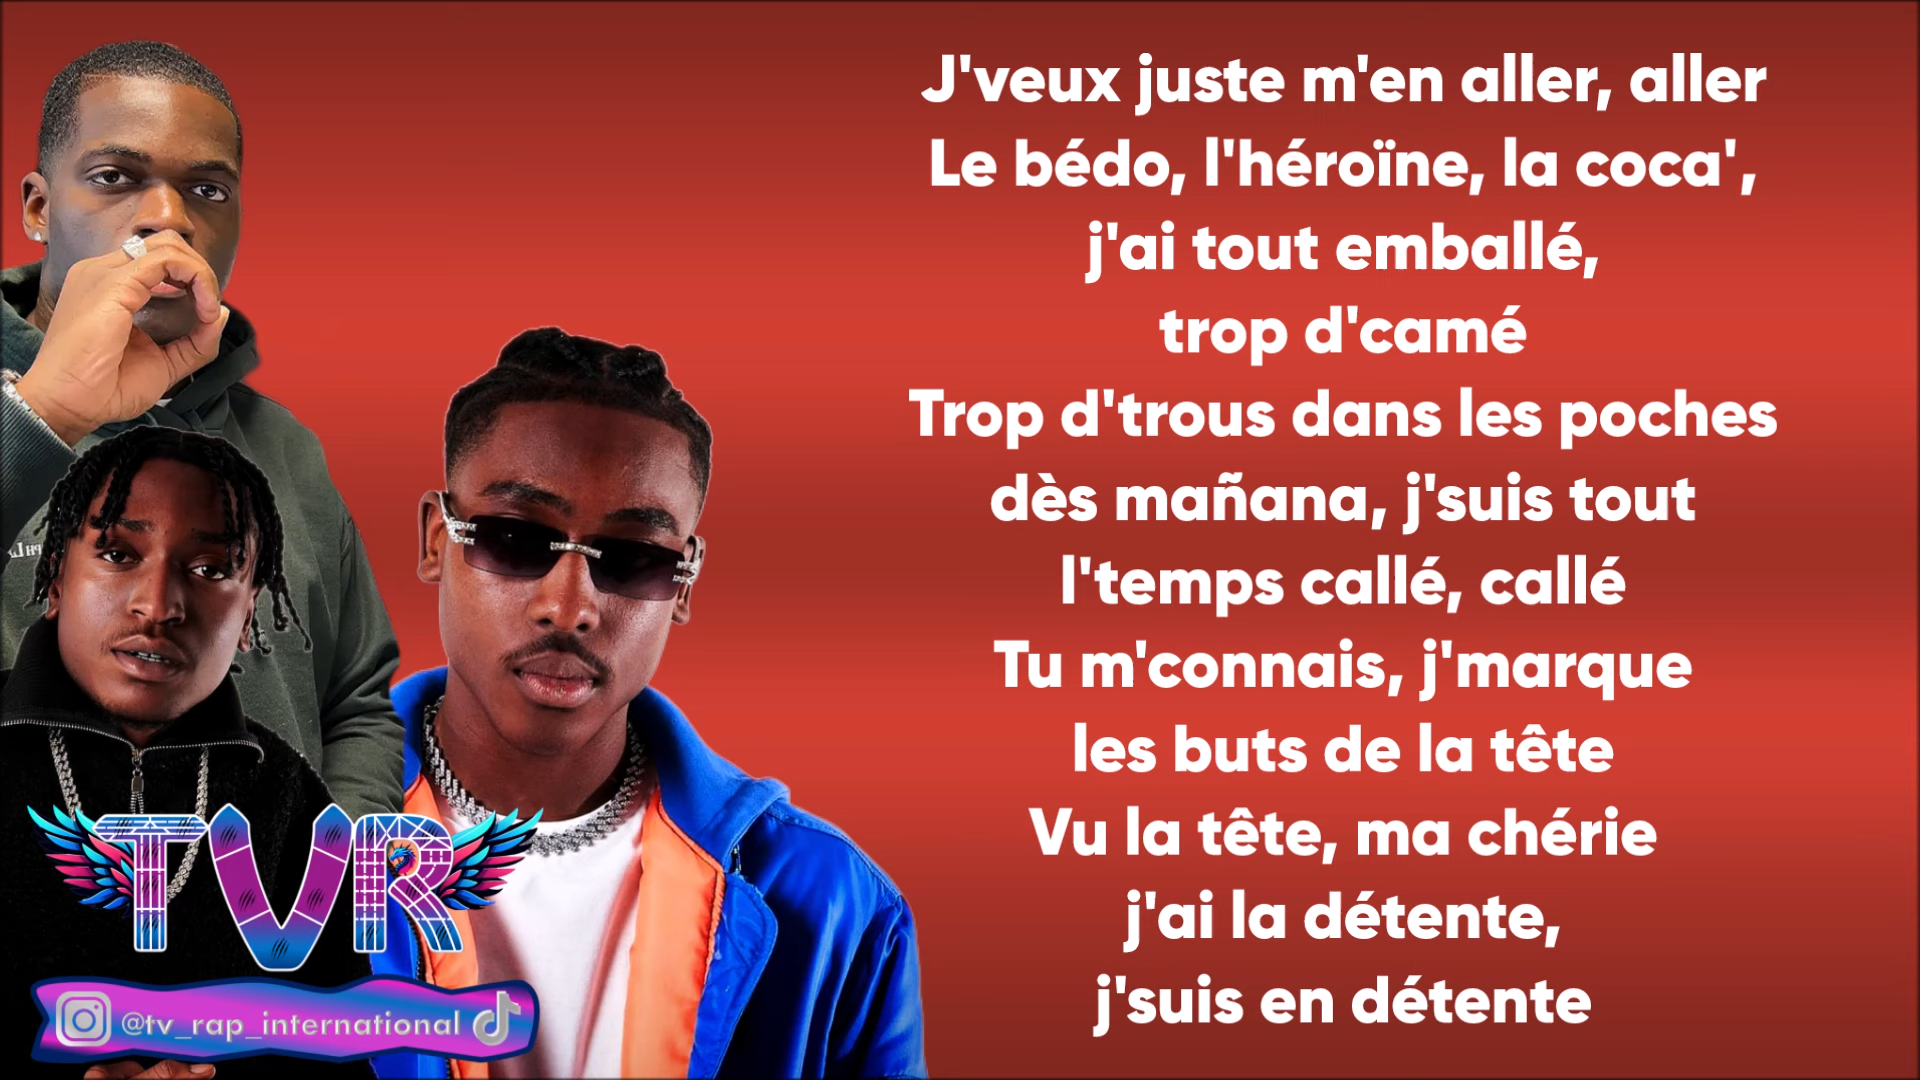 J'veux juste m'en aller, aller
Le bédo, l'héroïne, la coca',
j'ai tout emballé,
trop d'camé
Trop d'trous dans les poches
dès mañana, j'suis tout
l'temps callé, callé
Tu m'connais, j'marque
les buts de la tête
Vu la tête, ma chérie
j'ai la détente,
j'suis en détente
TVR
@tv_rap_international